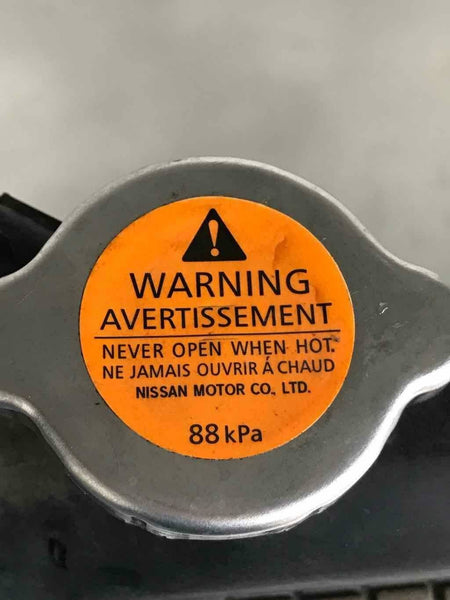 WARNING
AVERTISSEMENT
NEVER OPEN WHEN HOT.
NE JAMAIS OUVRIR Á CHAUD
NISSAN MOTOR CO., LTD.
88 kPa